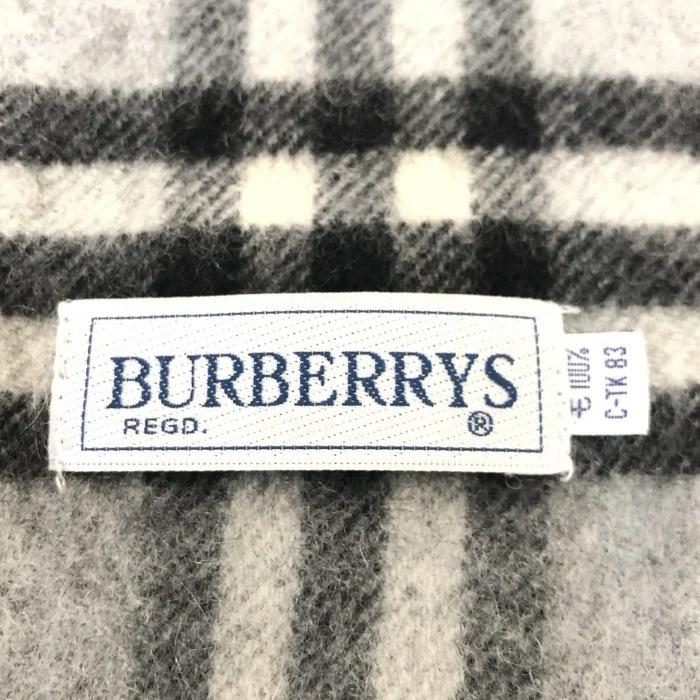 BURBERRYS
REGD. ®
毛 100%
C-TK 83